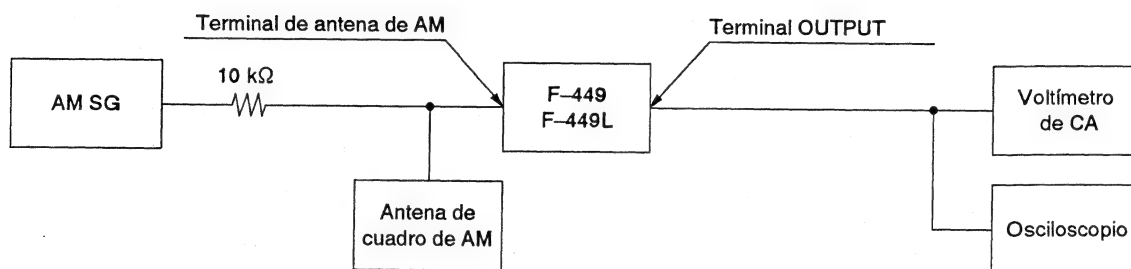 Terminal de antena de AM
Terminal OUTPUT
AM SG
10 kΩ
F–449
F–449L
Voltímetro
de CA
Antena de
cuadro de AM
Osciloscopio